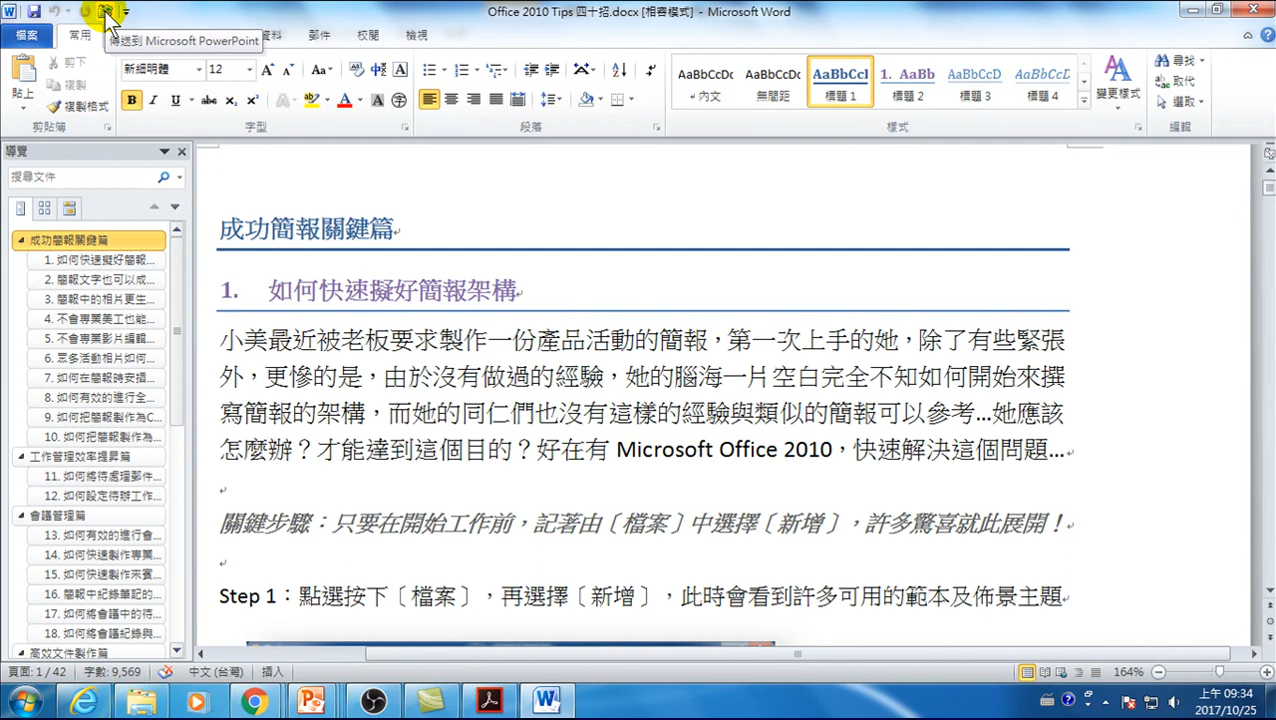 Office 2010 Tips 四十招.docx [相容模式] - Microsoft Word
檔案 常用 資料 郵件 校閱 檢視
傳送到 Microsoft PowerPoint
貼上 剪下 複製 複製格式 剪貼簿
新細明體 12 字型
段落
AaBbCcDc AaBbCcDc AaBbCcI 1. AaBb AaBbCcD AaBbCcD
內文 無間距 標題 1 標題 2 標題 3 標題 4
變更樣式 樣式
尋找 取代 選取 編輯
導覽
搜尋文件
成功簡報關鍵篇
1. 如何快速擬好簡報...
2. 簡報文字也可以成...
3. 簡報中的相片更生...
4. 不會專業美工也能...
5. 不會專業影片編輯...
6. 眾多活動相片如何...
7. 如何在簡報時安插...
8. 如何有效的進行全...
9. 如何把簡報製作為C...
10. 如何把簡報製作為...
工作管理效率提昇篇
11. 如何將待處理郵件...
12. 如何設定待辦工作...
會議管理篇
13. 如何有效的進行會...
14. 如何快速製作專業...
15. 如何快速製作來賓...
16. 簡報中紀錄筆記的...
17. 如何將會議中的待...
18. 如何將會議紀錄與...
高效文件製作篇
成功簡報關鍵篇
1. 如何快速擬好簡報架構
小美最近被老板要求製作一份產品活動的簡報，第一次上手的她，除了有些緊張
外，更慘的是，由於沒有做過的經驗，她的腦海一片空白完全不知如何開始來撰
寫簡報的架構，而她的同仁們也沒有這樣的經驗與類似的簡報可以參考...她應該
怎麼辦？才能達到這個目的？好在有 Microsoft Office 2010，快速解決這個問題...
關鍵步驟：只要在開始工作前，記著由〔檔案〕中選擇〔新增〕，許多驚喜就此展開！
Step 1：點選按下〔檔案〕，再選擇〔新增〕，此時會看到許多可用的範本及佈景主題
頁面: 1 / 42 字數: 9,569 中文 (台灣) 插入 164%
上午 09:34
2017/10/25